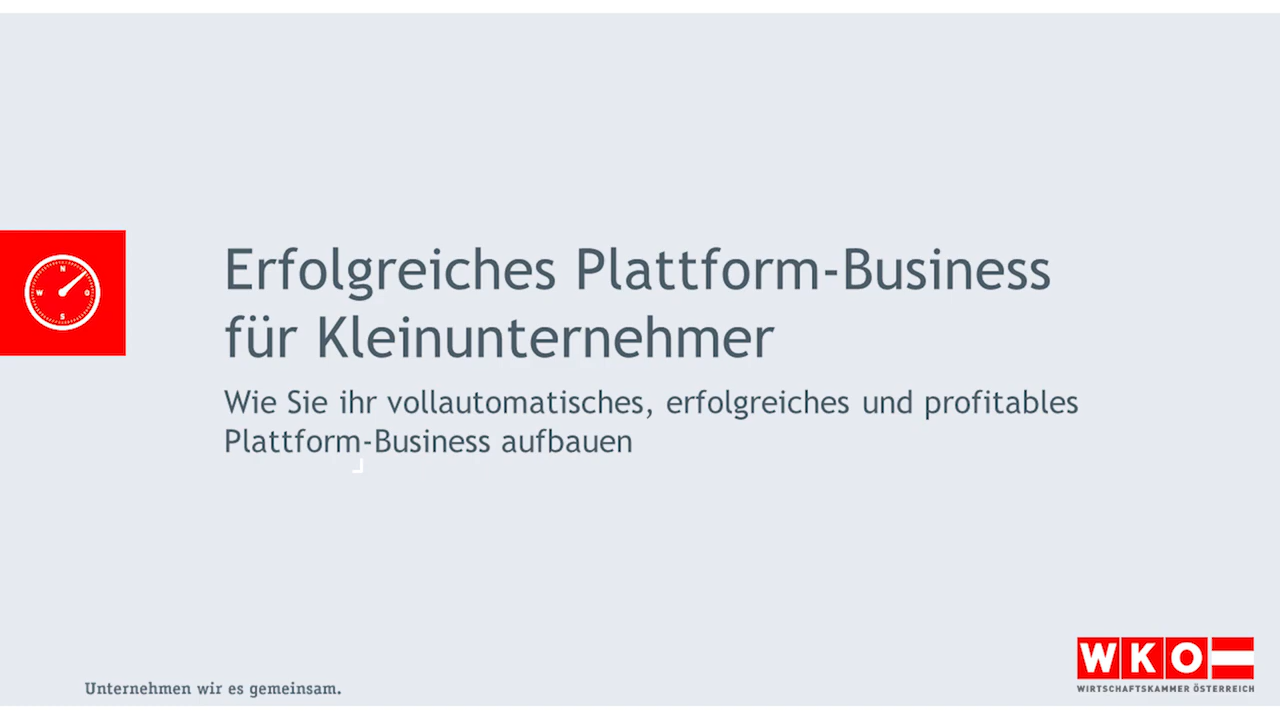 Erfolgreiches Plattform-Business
für Kleinunternehmer
Wie Sie ihr vollautomatisches, erfolgreiches und profitables
Plattform-Business aufbauen
N
W O
S
Unternehmen wir es gemeinsam.
WKO
WIRTSCHAFTSKAMMER ÖSTERREICH